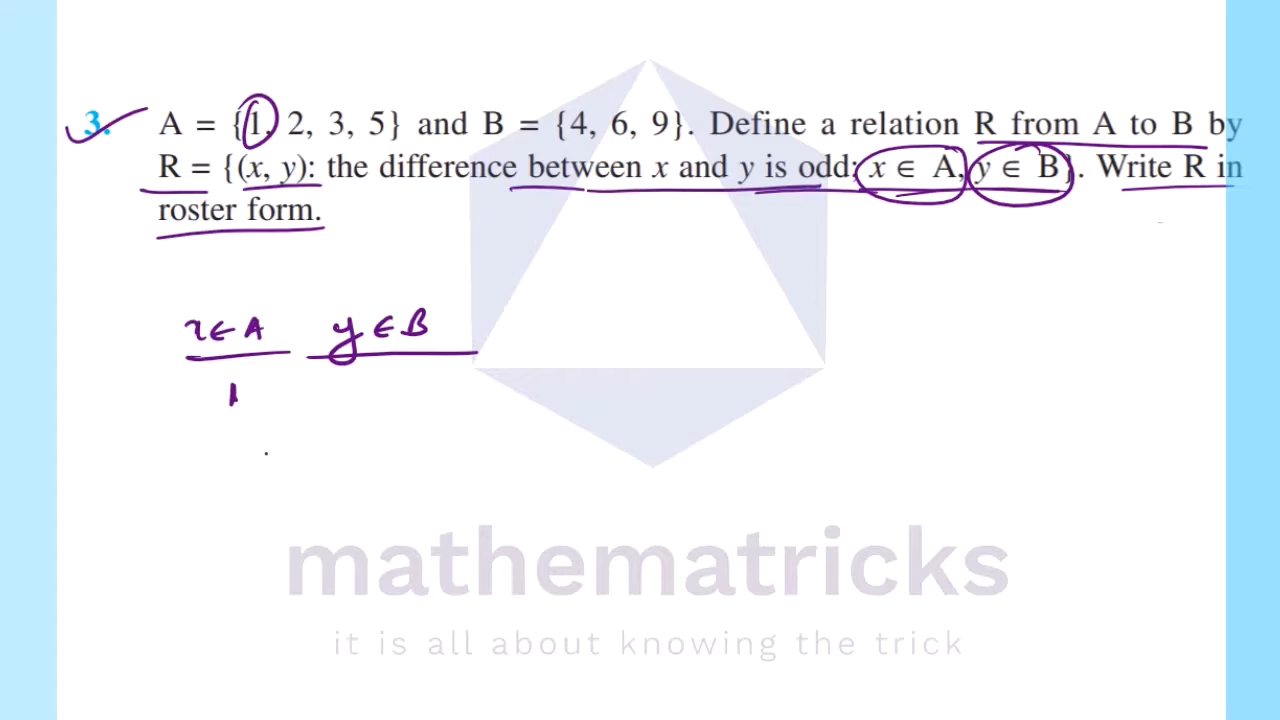 3. A = {1, 2, 3, 5} and B = {4, 6, 9}. Define a relation R from A to B by
R = {(x, y): the difference between x and y is odd; x ∈ A, y ∈ B}. Write R in
roster form.
x ∈ A y ∈ B
1
mathematricks
it is all about knowing the trick